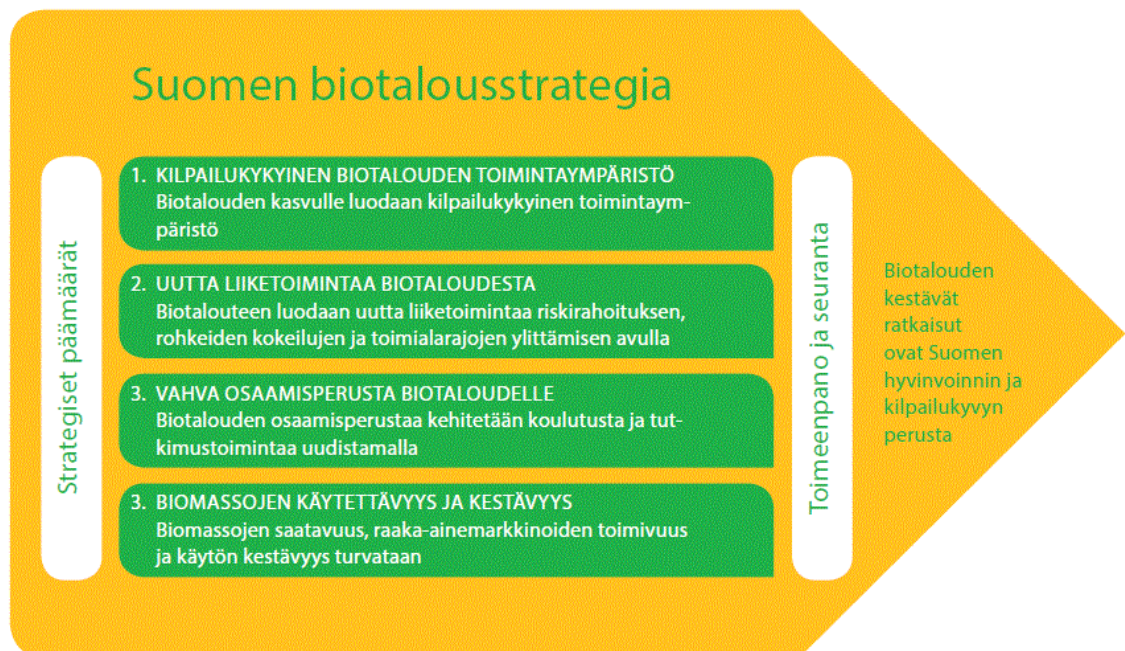 Suomen biotalousstrategia
Strategiset päämäärät
1. KILPAILUKYKYINEN BIOTALOUDEN TOIMINTAYMPÄRISTÖ
Biotalouden kasvulle luodaan kilpailukykyinen toimintaym-
päristö
2. UUTTA LIIKETOIMINTAA BIOTALOUDESTA
Biotalouteen luodaan uutta liiketoimintaa riskirahoituksen,
rohkeiden kokeilujen ja toimialarajojen ylittämisen avulla
3. VAHVA OSAAMISPERUSTA BIOTALOUDELLE
Biotalouden osaamisperustaa kehitetään koulutusta ja tut-
kimustoimintaa uudistamalla
3. BIOMASSOJEN KÄYTETTÄVYYS JA KESTÄVYYS
Biomassojen saatavuus, raaka-ainemarkkinoiden toimivuus
ja käytön kestävyys turvataan
Toimeenpano ja seuranta
Biotalouden
kestävät
ratkaisut
ovat Suomen
hyvinvoinnin ja
kilpailukyvyn
perusta